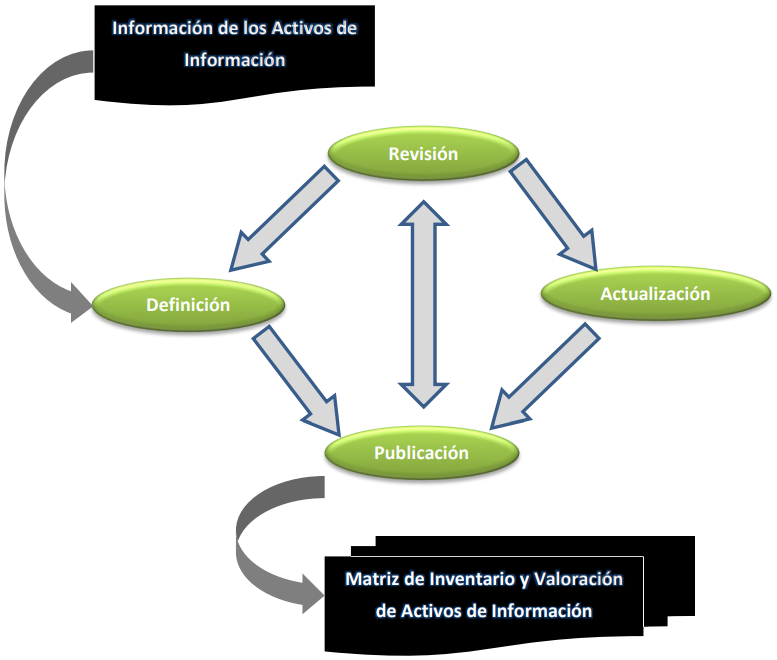 Información de los Activos de
Información
Revisión
Definición
Actualización
Publicación
Matriz de Inventario y Valoración
de Activos de Información